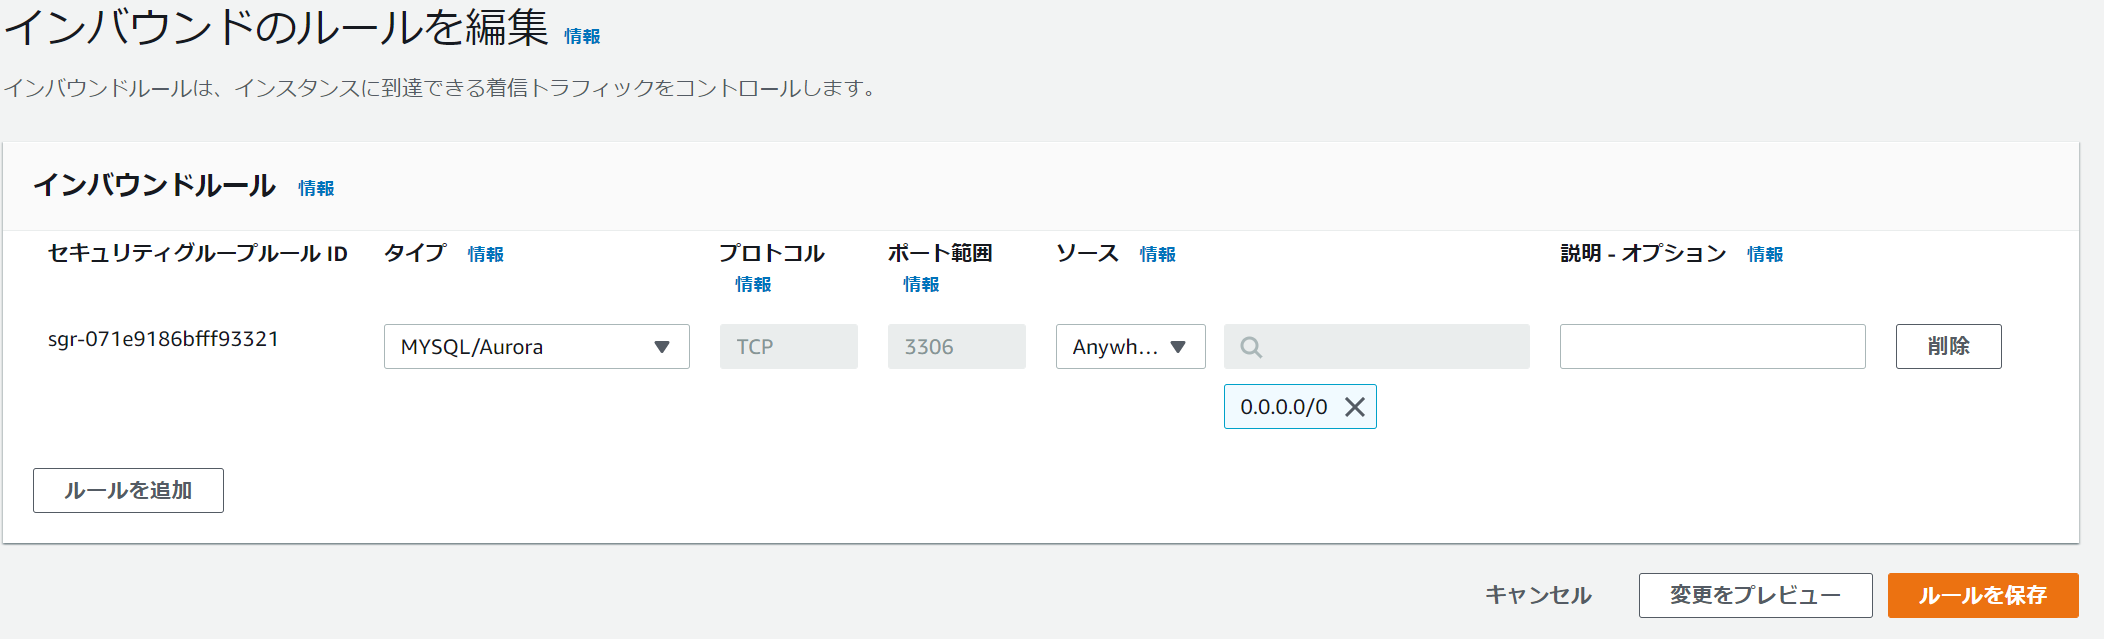 インバウンドのルールを編集 情報
インバウンドルールは、インスタンスに到達できる着信トラフィックをコントロールします。
インバウンドルール 情報
セキュリティグループルール ID タイプ 情報 プロトコル 情報 ポート範囲 情報 ソース 情報 説明 - オプション 情報
sgr-071e9186bfff93321 MYSQL/Aurora TCP 3306 Anywh... 削除
0.0.0.0/0
ルールを追加
キャンセル 変更をプレビュー ルールを保存